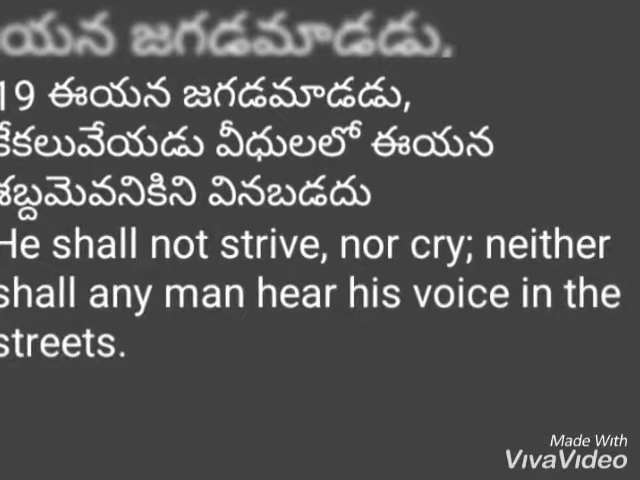 ఈయన జగడమాడడు,
19 ఈయన జగడమాడడు,
కేకలువేయడు వీధులలో ఈయన
శబ్దమెవనికిని వినబడదు
He shall not strive, nor cry; neither
shall any man hear his voice in the
streets.
Made With
VivaVideo